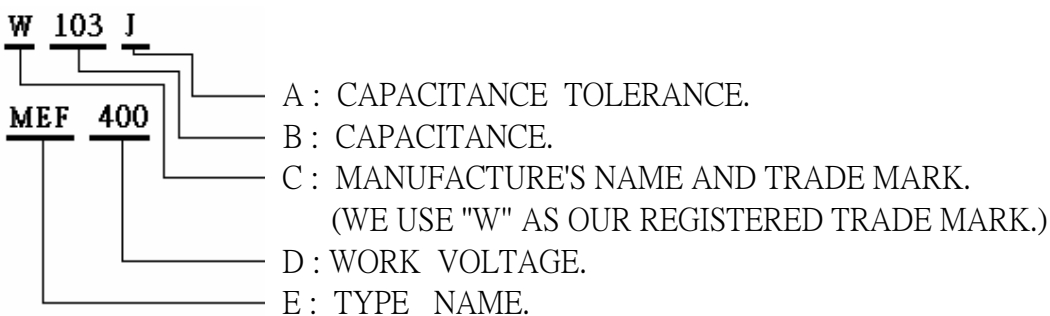 W 103 J
A : CAPACITANCE TOLERANCE.
MEF 400
B : CAPACITANCE.
C : MANUFACTURE'S NAME AND TRADE MARK.
(WE USE "W" AS OUR REGISTERED TRADE MARK.)
D : WORK VOLTAGE.
E : TYPE NAME.